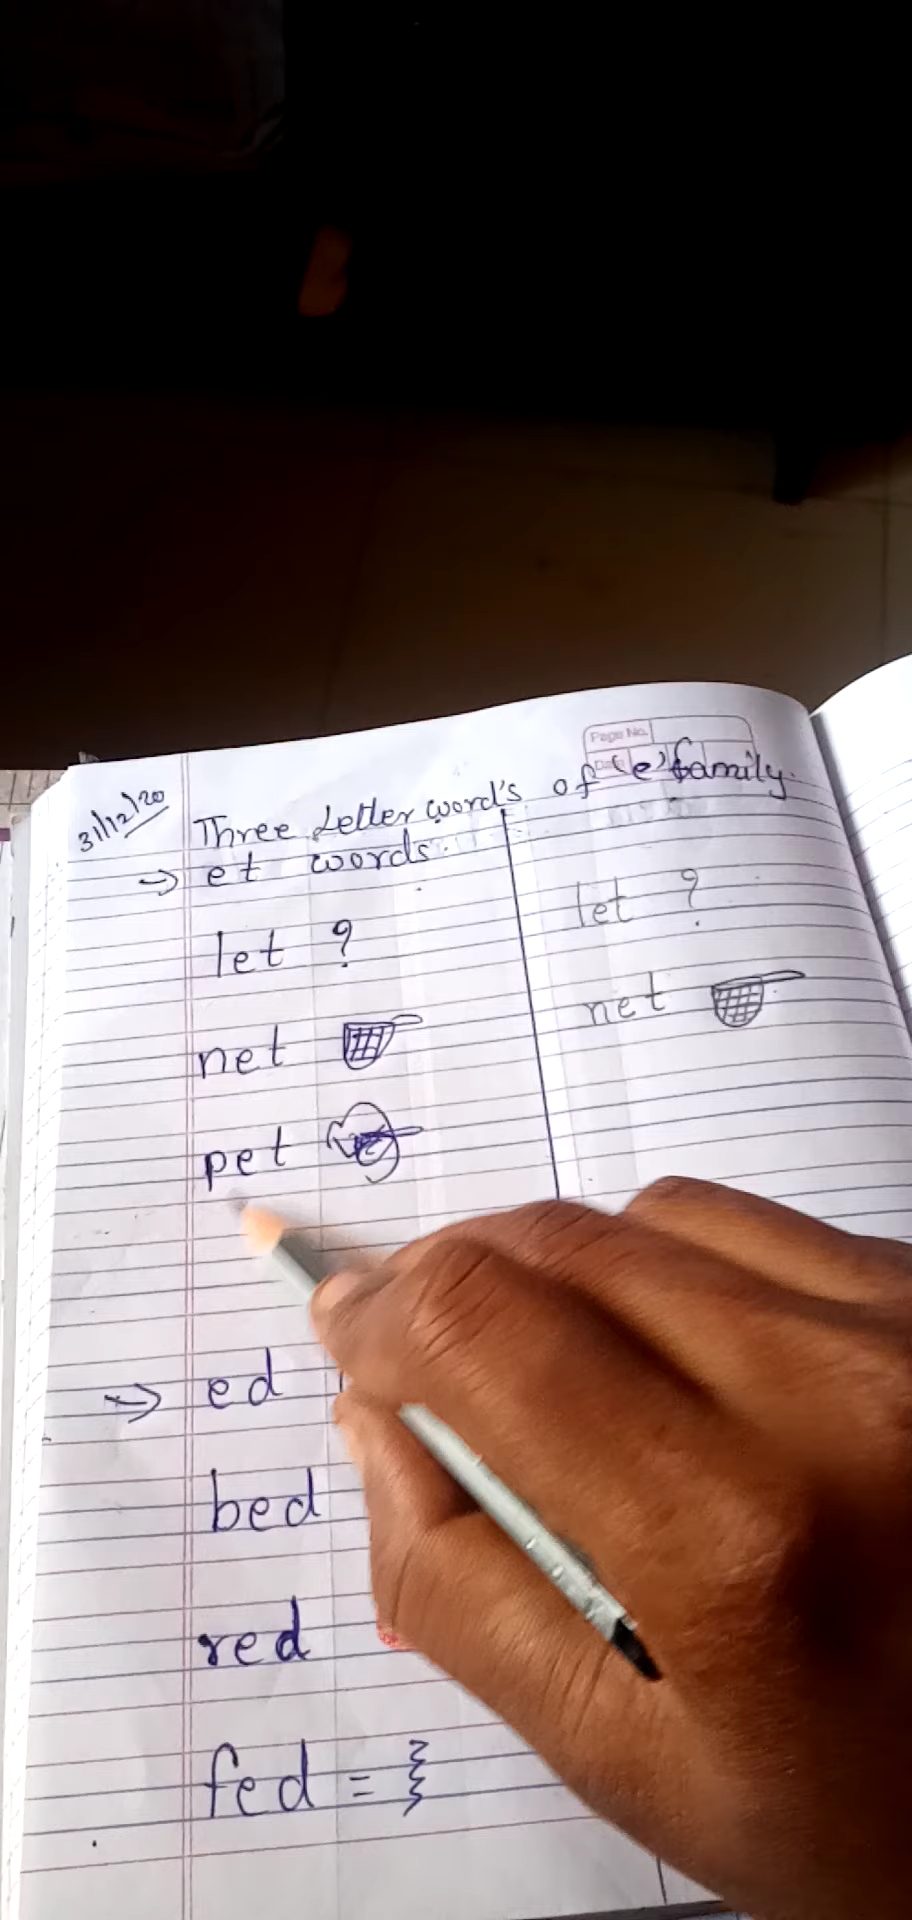 Page No.
Date
31/12/20
Three Letter word's of 'e' family.
→ et words.
let ?
net
pet
let ?
net
→ ed
bed
red
fed =